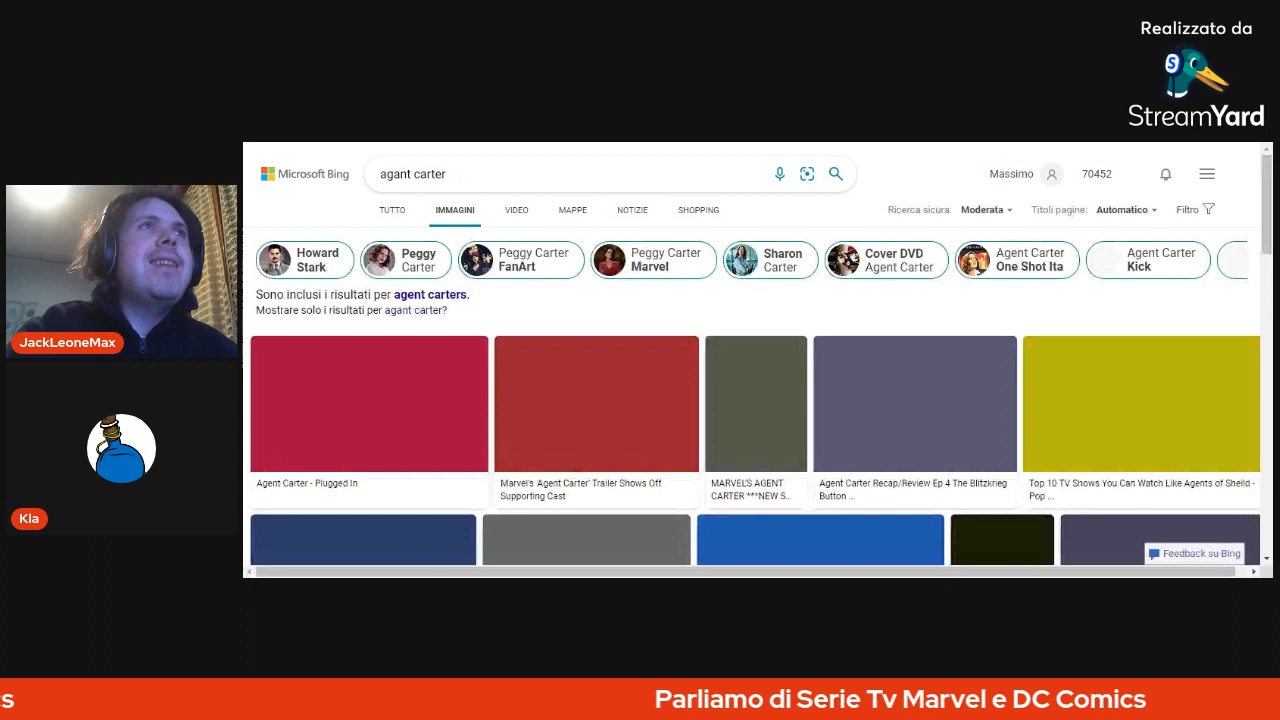 Realizzato da
StreamYard
Microsoft Bing
agant carter
Massimo
70452
TUTTO
IMMAGINI
VIDEO
MAPPE
NOTIZIE
SHOPPING
Ricerca sicura:
Moderata
Titoli pagine:
Automatico
Filtro
Howard
Stark
Peggy
Carter
Peggy Carter
FanArt
Peggy Carter
Marvel
Sharon
Carter
Cover DVD
Agent Carter
Agent Carter
One Shot Ita
Agent Carter
Kick
Sono inclusi i risultati per agent carters.
Mostrare solo i risultati per agant carter?
JackLeoneMax
Agent Carter - Plugged In
Marvel's 'Agent Carter' Trailer Shows Off
Supporting Cast
MARVEL'S AGENT
CARTER ***NEW S...
Agent Carter Recap/Review Ep 4 The Blitzkrieg
Button ...
Top 10 TV Shows You Can Watch Like Agents of Sheild -
Pop ...
Kla
Feedback su Bing
cs
Parliamo di Serie Tv Marvel e DC Comics